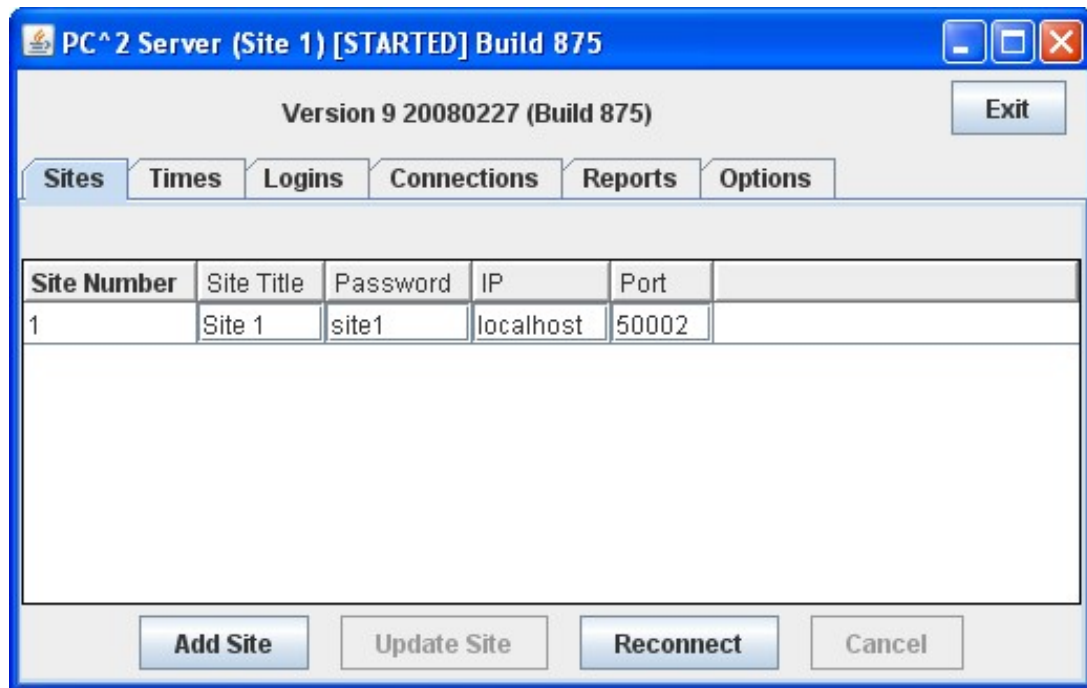 PC^2 Server (Site 1) [STARTED] Build 875
Version 9 20080227 (Build 875) Exit
Sites Times Logins Connections Reports Options
Site Number Site Title Password IP Port
1 Site 1 site1 localhost 50002
Add Site Update Site Reconnect Cancel